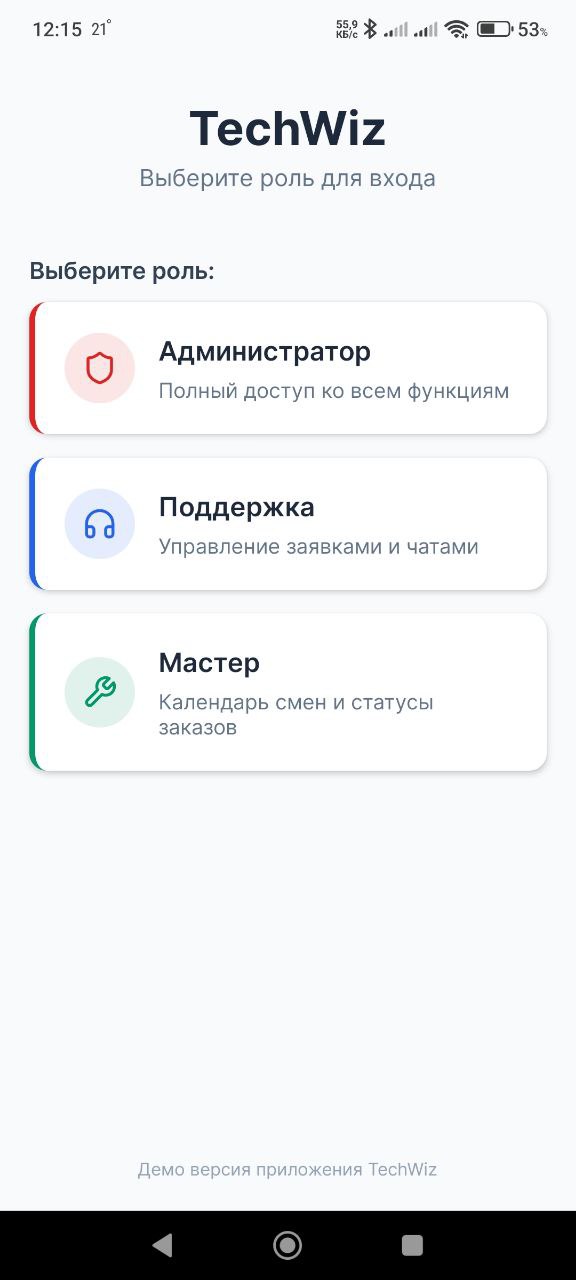 12:15 21° 55,9 КБ/с 53%
TechWiz
Выберите роль для входа
Выберите роль:
Администратор
Полный доступ ко всем функциям
Поддержка
Управление заявками и чатами
Мастер
Календарь смен и статусы
заказов
Демо версия приложения TechWiz